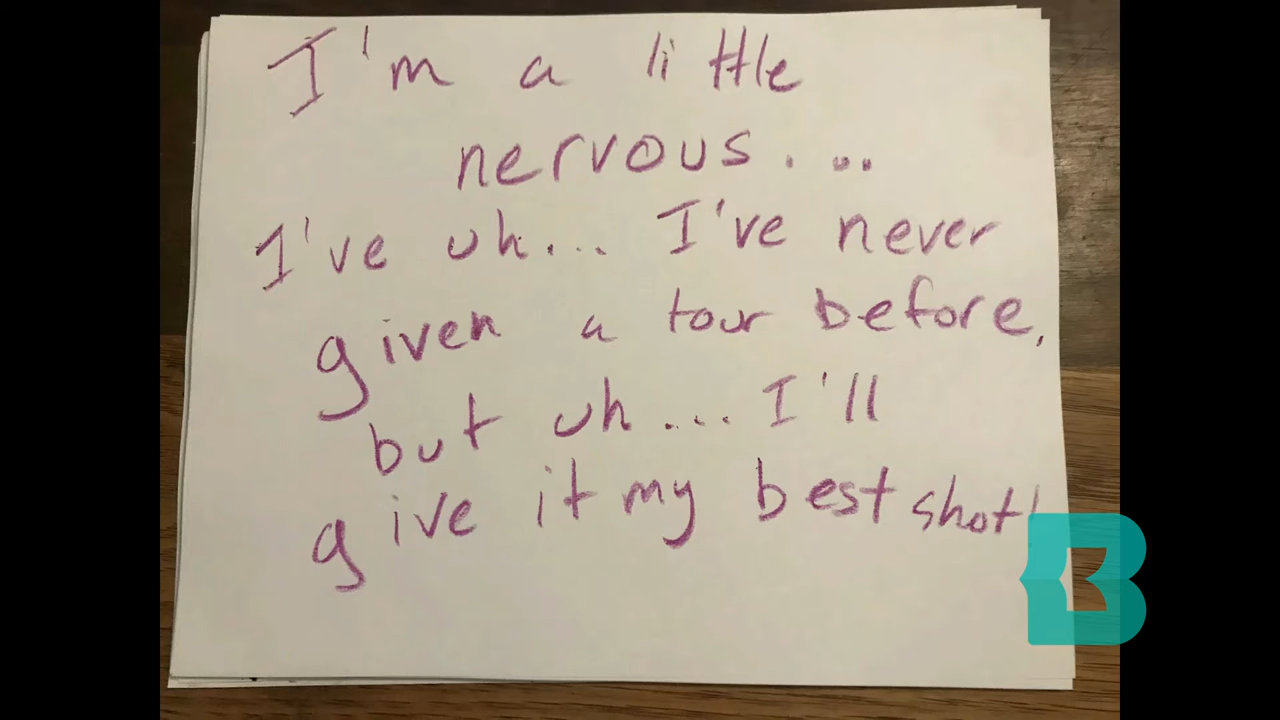 I'm a little
nervous. ...
I've uh... I've never
given a tour before,
but uh.... I'll
give it my best shot!